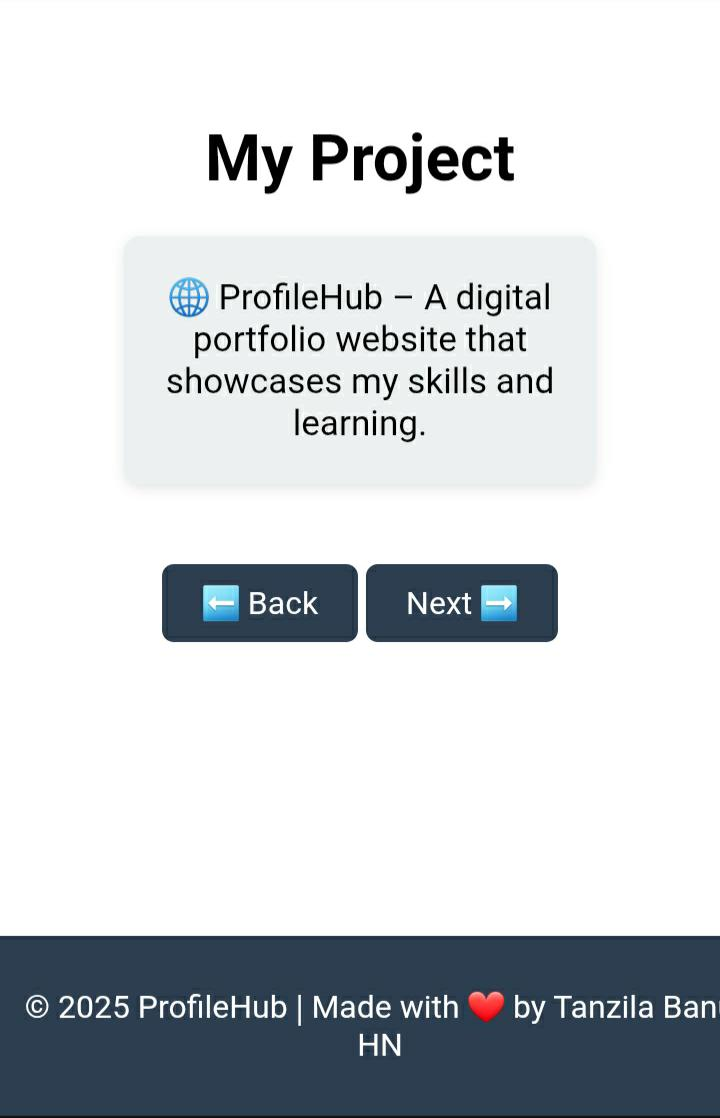 My Project
🌐 ProfileHub – A digital
portfolio website that
showcases my skills and
learning.
⬅️ Back
Next ➡️
© 2025 ProfileHub | Made with ❤️ by Tanzila
HN